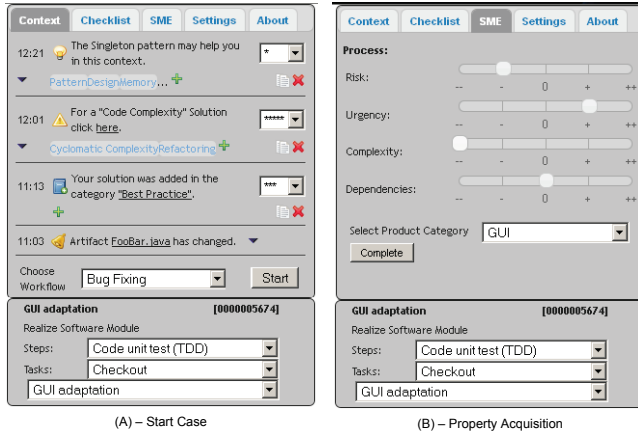 Context Checklist SME Settings About
12:21 The Singleton pattern may help you
in this context.
*
PatternDesignMemory...
12:01 For a "Code Complexity" Solution
click here.
*****
Cyclomatic ComplexityRefactoring
11:13 Your solution was added in the
category "Best Practice".
***
11:03 Artifact FooBar.java has changed.
Choose
Workflow
Bug Fixing
Start
GUI adaptation [0000005674]
Realize Software Module
Steps: Code unit test (TDD)
Tasks: Checkout
GUI adaptation
(A) – Start Case
Context Checklist SME Settings About
Process:
Risk:
-- - 0 + ++
Urgency:
-- - 0 + ++
Complexity:
-- - 0 + ++
Dependencies:
-- - 0 + ++
Select Product Category GUI
Complete
GUI adaptation [0000005674]
Realize Software Module
Steps: Code unit test (TDD)
Tasks: Checkout
GUI adaptation
(B) – Property Acquisition